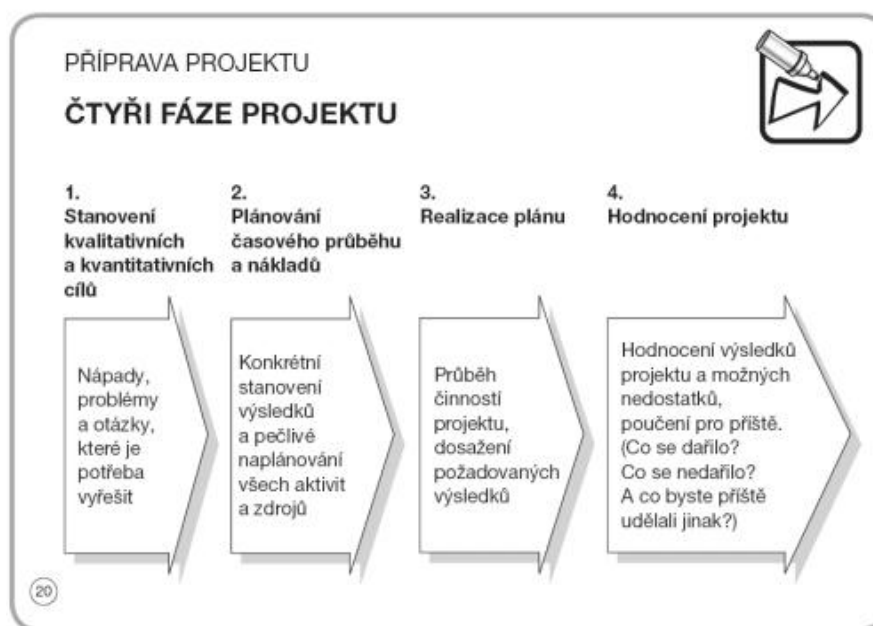 PŘÍPRAVA PROJEKTU
ČTYŘI FÁZE PROJEKTU
1.
Stanovení
kvalitativních
a kvantitativních
cílů
Nápady,
problémy
a otázky,
které je
potřeba
vyřešit
2.
Plánování
časového průběhu
a nákladů
Konkrétní
stanovení
výsledků
a pečlivé
naplánování
všech aktivit
a zdrojů
3.
Realizace plánu
Průběh
činností
projektu,
dosažení
požadovaných
výsledků
4.
Hodnocení projektu
Hodnocení výsledků
projektu a možných
nedostatků,
poučení pro příště.
(Co se dařilo?
Co se nedařilo?
A co byste příště
udělali jinak?)
20